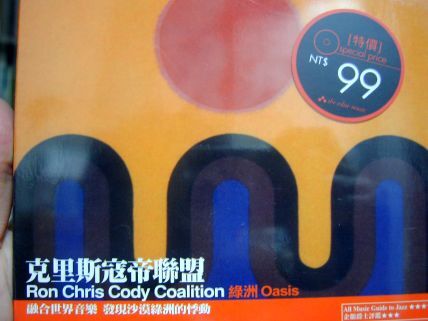 [特價]
special price
NT$ 99
克里斯寇帝聯盟
Ron Chris Cody Coalition 綠洲 Oasis
融合世界音樂 發現沙漠綠洲的悸動
All Music Guide to Jazz ★★★